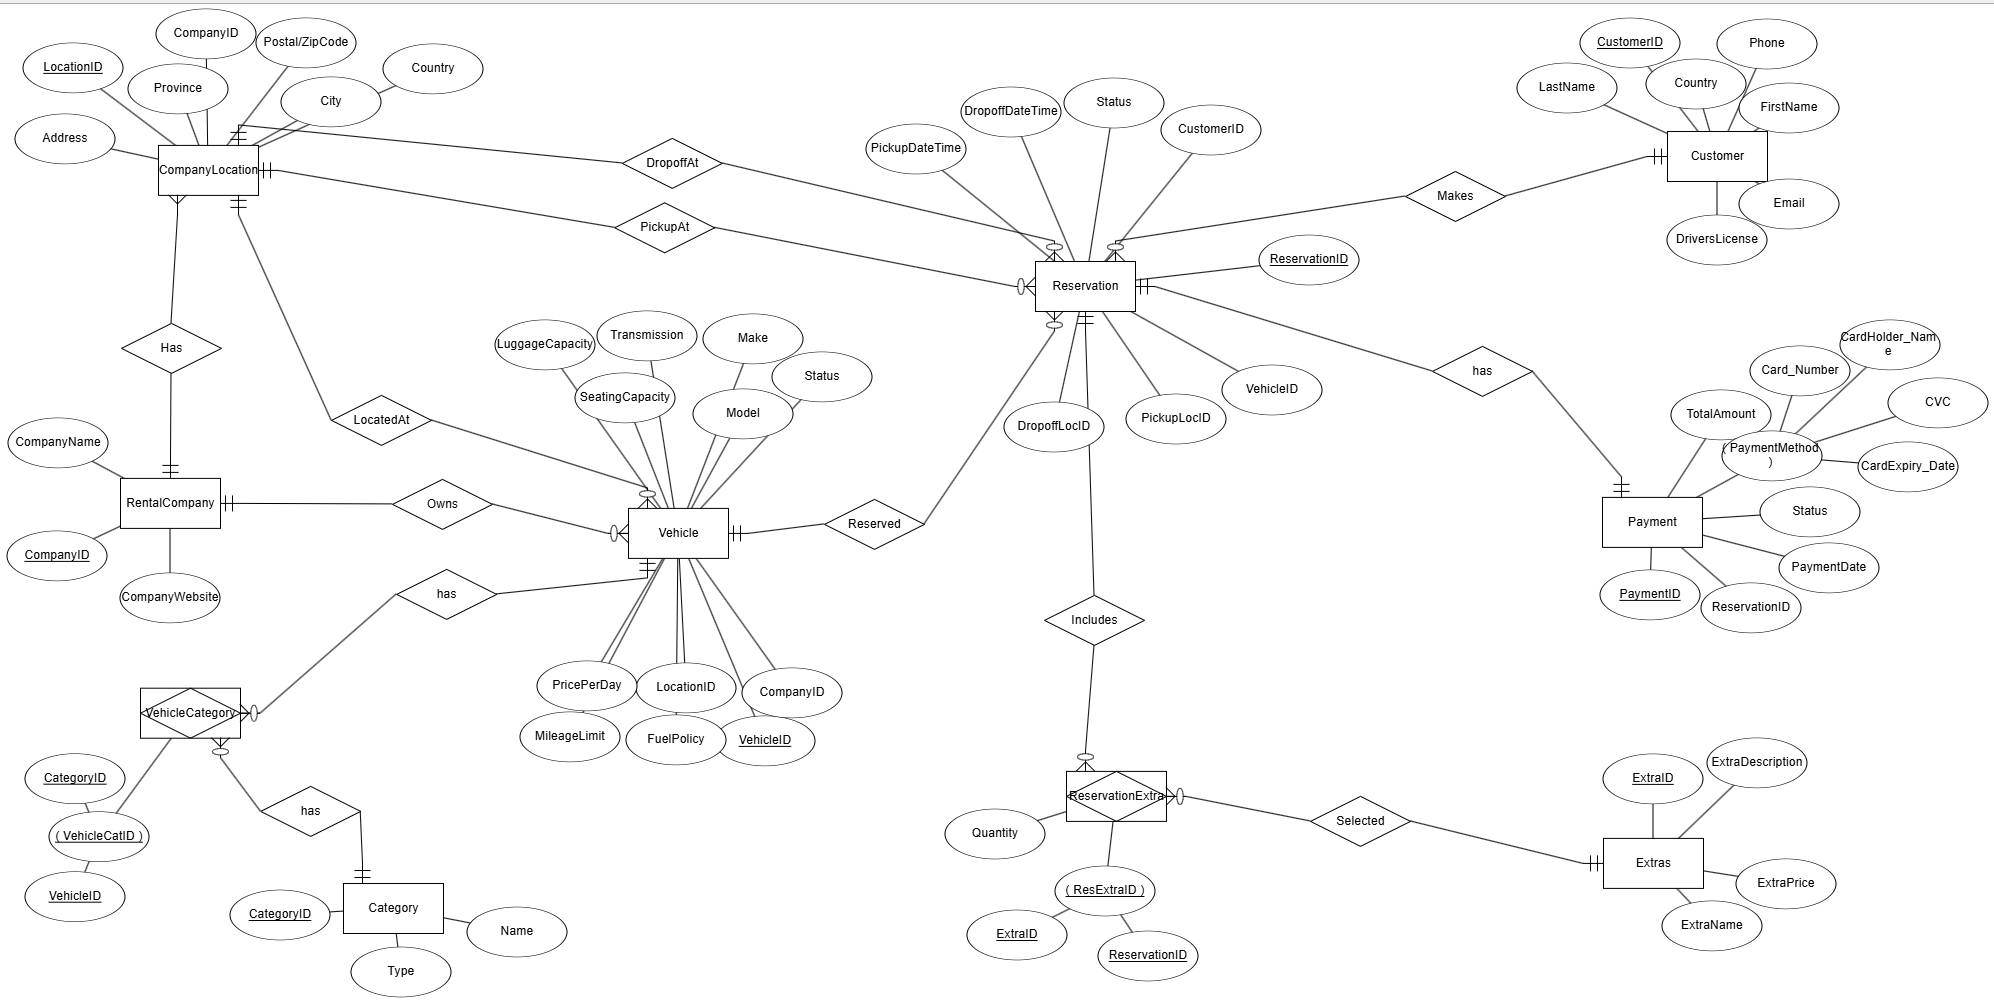 CompanyID
Postal/ZipCode
LocationID
Province
City
Country
Address
CompanyLocation
DropoffAt
PickupAt
Has
LocatedAt
CompanyName
RentalCompany
CompanyID
CompanyWebsite
Owns
PickupDateTime
DropoffDateTime
Status
CustomerID
Reservation
ReservationID
DropoffLocID
PickupLocID
VehicleID
Makes
CustomerID
Phone
LastName
Country
FirstName
Customer
Email
DriversLicense
LuggageCapacity
Transmission
Make
Status
SeatingCapacity
Model
Vehicle
Reserved
PricePerDay
LocationID
CompanyID
MileageLimit
FuelPolicy
VehicleID
has
CardHolder_Nam
e
Card_Number
CVC
TotalAmount
( PaymentMethod
)
CardExpiry_Date
Payment
Status
PaymentDate
PaymentID
ReservationID
has
VehicleCategory
CategoryID
( VehicleCatID )
VehicleID
has
Category
CategoryID
Name
Type
Includes
ReservationExtra
Quantity
( ResExtraID )
ExtraID
ReservationID
Selected
ExtraID
ExtraDescription
Extras
ExtraPrice
ExtraName